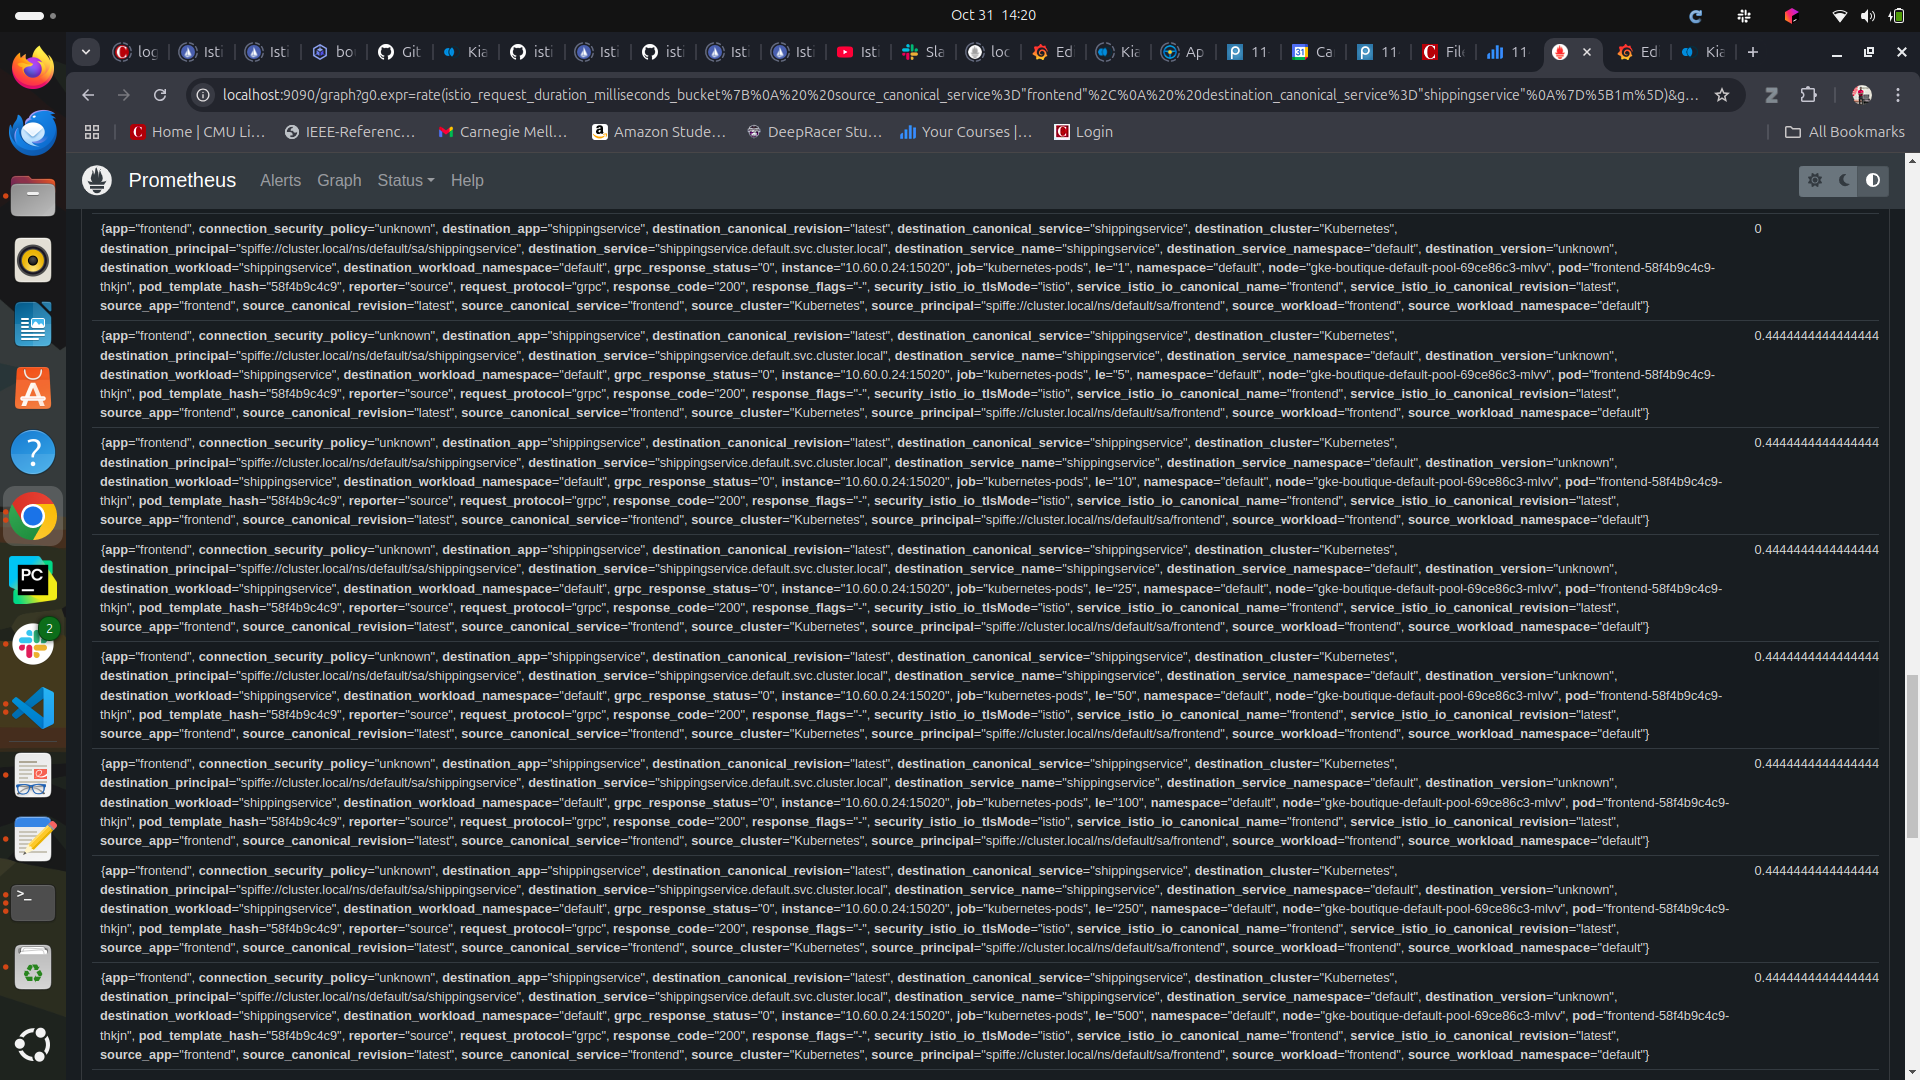 Oct 31 14:20
log
Isti
Isti
bo
Git
Kia
isti
Isti
isti
Isti
Isti
Isti
Sla
loc
Edi
Kia
Ap
11-
Ca
11-
File
11-
Edi
Kia
localhost:9090/graph?g0.expr=rate(istio_request_duration_milliseconds_bucket%7B%0A%20%20source_canonical_service%3D"frontend"%2C%0A%20%20destination_canonical_service%3D"shippingservice"%0A%7D%5B1m%5D)&g...
Home | CMU Li...
IEEE-Referenc...
Carnegie Mell...
Amazon Stude...
DeepRacer Stu...
Your Courses |...
Login
All Bookmarks
Prometheus
Alerts
Graph
Status
Help
{app="frontend", connection_security_policy="unknown", destination_app="shippingservice", destination_canonical_revision="latest", destination_canonical_service="shippingservice", destination_cluster="Kubernetes", 0
destination_principal="spiffe://cluster.local/ns/default/sa/shippingservice", destination_service="shippingservice.default.svc.cluster.local", destination_service_name="shippingservice", destination_service_namespace="default", destination_version="unknown",
destination_workload="shippingservice", destination_workload_namespace="default", grpc_response_status="0", instance="10.60.0.24:15020", job="kubernetes-pods", le="1", namespace="default", node="gke-boutique-default-pool-69ce86c3-mlvv", pod="frontend-58f4b9c4c9-
thkjn", pod_template_hash="58f4b9c4c9", reporter="source", request_protocol="grpc", response_code="200", response_flags="-", security_istio_io_tlsMode="istio", service_istio_io_canonical_name="frontend", service_istio_io_canonical_revision="latest",
source_app="frontend", source_canonical_revision="latest", source_canonical_service="frontend", source_cluster="Kubernetes", source_principal="spiffe://cluster.local/ns/default/sa/frontend", source_workload="frontend", source_workload_namespace="default"}
{app="frontend", connection_security_policy="unknown", destination_app="shippingservice", destination_canonical_revision="latest", destination_canonical_service="shippingservice", destination_cluster="Kubernetes", 0.4444444444444444
destination_principal="spiffe://cluster.local/ns/default/sa/shippingservice", destination_service="shippingservice.default.svc.cluster.local", destination_service_name="shippingservice", destination_service_namespace="default", destination_version="unknown",
destination_workload="shippingservice", destination_workload_namespace="default", grpc_response_status="0", instance="10.60.0.24:15020", job="kubernetes-pods", le="5", namespace="default", node="gke-boutique-default-pool-69ce86c3-mlvv", pod="frontend-58f4b9c4c9-
thkjn", pod_template_hash="58f4b9c4c9", reporter="source", request_protocol="grpc", response_code="200", response_flags="-", security_istio_io_tlsMode="istio", service_istio_io_canonical_name="frontend", service_istio_io_canonical_revision="latest",
source_app="frontend", source_canonical_revision="latest", source_canonical_service="frontend", source_cluster="Kubernetes", source_principal="spiffe://cluster.local/ns/default/sa/frontend", source_workload="frontend", source_workload_namespace="default"}
{app="frontend", connection_security_policy="unknown", destination_app="shippingservice", destination_canonical_revision="latest", destination_canonical_service="shippingservice", destination_cluster="Kubernetes", 0.4444444444444444
destination_principal="spiffe://cluster.local/ns/default/sa/shippingservice", destination_service="shippingservice.default.svc.cluster.local", destination_service_name="shippingservice", destination_service_namespace="default", destination_version="unknown",
destination_workload="shippingservice", destination_workload_namespace="default", grpc_response_status="0", instance="10.60.0.24:15020", job="kubernetes-pods", le="10", namespace="default", node="gke-boutique-default-pool-69ce86c3-mlvv", pod="frontend-58f4b9c4c9-
thkjn", pod_template_hash="58f4b9c4c9", reporter="source", request_protocol="grpc", response_code="200", response_flags="-", security_istio_io_tlsMode="istio", service_istio_io_canonical_name="frontend", service_istio_io_canonical_revision="latest",
source_app="frontend", source_canonical_revision="latest", source_canonical_service="frontend", source_cluster="Kubernetes", source_principal="spiffe://cluster.local/ns/default/sa/frontend", source_workload="frontend", source_workload_namespace="default"}
{app="frontend", connection_security_policy="unknown", destination_app="shippingservice", destination_canonical_revision="latest", destination_canonical_service="shippingservice", destination_cluster="Kubernetes", 0.4444444444444444
destination_principal="spiffe://cluster.local/ns/default/sa/shippingservice", destination_service="shippingservice.default.svc.cluster.local", destination_service_name="shippingservice", destination_service_namespace="default", destination_version="unknown",
destination_workload="shippingservice", destination_workload_namespace="default", grpc_response_status="0", instance="10.60.0.24:15020", job="kubernetes-pods", le="25", namespace="default", node="gke-boutique-default-pool-69ce86c3-mlvv", pod="frontend-58f4b9c4c9-
thkjn", pod_template_hash="58f4b9c4c9", reporter="source", request_protocol="grpc", response_code="200", response_flags="-", security_istio_io_tlsMode="istio", service_istio_io_canonical_name="frontend", service_istio_io_canonical_revision="latest",
source_app="frontend", source_canonical_revision="latest", source_canonical_service="frontend", source_cluster="Kubernetes", source_principal="spiffe://cluster.local/ns/default/sa/frontend", source_workload="frontend", source_workload_namespace="default"}
{app="frontend", connection_security_policy="unknown", destination_app="shippingservice", destination_canonical_revision="latest", destination_canonical_service="shippingservice", destination_cluster="Kubernetes", 0.4444444444444444
destination_principal="spiffe://cluster.local/ns/default/sa/shippingservice", destination_service="shippingservice.default.svc.cluster.local", destination_service_name="shippingservice", destination_service_namespace="default", destination_version="unknown",
destination_workload="shippingservice", destination_workload_namespace="default", grpc_response_status="0", instance="10.60.0.24:15020", job="kubernetes-pods", le="50", namespace="default", node="gke-boutique-default-pool-69ce86c3-mlvv", pod="frontend-58f4b9c4c9-
thkjn", pod_template_hash="58f4b9c4c9", reporter="source", request_protocol="grpc", response_code="200", response_flags="-", security_istio_io_tlsMode="istio", service_istio_io_canonical_name="frontend", service_istio_io_canonical_revision="latest",
source_app="frontend", source_canonical_revision="latest", source_canonical_service="frontend", source_cluster="Kubernetes", source_principal="spiffe://cluster.local/ns/default/sa/frontend", source_workload="frontend", source_workload_namespace="default"}
{app="frontend", connection_security_policy="unknown", destination_app="shippingservice", destination_canonical_revision="latest", destination_canonical_service="shippingservice", destination_cluster="Kubernetes", 0.4444444444444444
destination_principal="spiffe://cluster.local/ns/default/sa/shippingservice", destination_service="shippingservice.default.svc.cluster.local", destination_service_name="shippingservice", destination_service_namespace="default", destination_version="unknown",
destination_workload="shippingservice", destination_workload_namespace="default", grpc_response_status="0", instance="10.60.0.24:15020", job="kubernetes-pods", le="100", namespace="default", node="gke-boutique-default-pool-69ce86c3-mlvv", pod="frontend-58f4b9c4c9-
thkjn", pod_template_hash="58f4b9c4c9", reporter="source", request_protocol="grpc", response_code="200", response_flags="-", security_istio_io_tlsMode="istio", service_istio_io_canonical_name="frontend", service_istio_io_canonical_revision="latest",
source_app="frontend", source_canonical_revision="latest", source_canonical_service="frontend", source_cluster="Kubernetes", source_principal="spiffe://cluster.local/ns/default/sa/frontend", source_workload="frontend", source_workload_namespace="default"}
{app="frontend", connection_security_policy="unknown", destination_app="shippingservice", destination_canonical_revision="latest", destination_canonical_service="shippingservice", destination_cluster="Kubernetes", 0.4444444444444444
destination_principal="spiffe://cluster.local/ns/default/sa/shippingservice", destination_service="shippingservice.default.svc.cluster.local", destination_service_name="shippingservice", destination_service_namespace="default", destination_version="unknown",
destination_workload="shippingservice", destination_workload_namespace="default", grpc_response_status="0", instance="10.60.0.24:15020", job="kubernetes-pods", le="250", namespace="default", node="gke-boutique-default-pool-69ce86c3-mlvv", pod="frontend-58f4b9c4c9-
thkjn", pod_template_hash="58f4b9c4c9", reporter="source", request_protocol="grpc", response_code="200", response_flags="-", security_istio_io_tlsMode="istio", service_istio_io_canonical_name="frontend", service_istio_io_canonical_revision="latest",
source_app="frontend", source_canonical_revision="latest", source_canonical_service="frontend", source_cluster="Kubernetes", source_principal="spiffe://cluster.local/ns/default/sa/frontend", source_workload="frontend", source_workload_namespace="default"}
{app="frontend", connection_security_policy="unknown", destination_app="shippingservice", destination_canonical_revision="latest", destination_canonical_service="shippingservice", destination_cluster="Kubernetes", 0.4444444444444444
destination_principal="spiffe://cluster.local/ns/default/sa/shippingservice", destination_service="shippingservice.default.svc.cluster.local", destination_service_name="shippingservice", destination_service_namespace="default", destination_version="unknown",
destination_workload="shippingservice", destination_workload_namespace="default", grpc_response_status="0", instance="10.60.0.24:15020", job="kubernetes-pods", le="500", namespace="default", node="gke-boutique-default-pool-69ce86c3-mlvv", pod="frontend-58f4b9c4c9-
thkjn", pod_template_hash="58f4b9c4c9", reporter="source", request_protocol="grpc", response_code="200", response_flags="-", security_istio_io_tlsMode="istio", service_istio_io_canonical_name="frontend", service_istio_io_canonical_revision="latest",
source_app="frontend", source_canonical_revision="latest", source_canonical_service="frontend", source_cluster="Kubernetes", source_principal="spiffe://cluster.local/ns/default/sa/frontend", source_workload="frontend", source_workload_namespace="default"}
PC
2